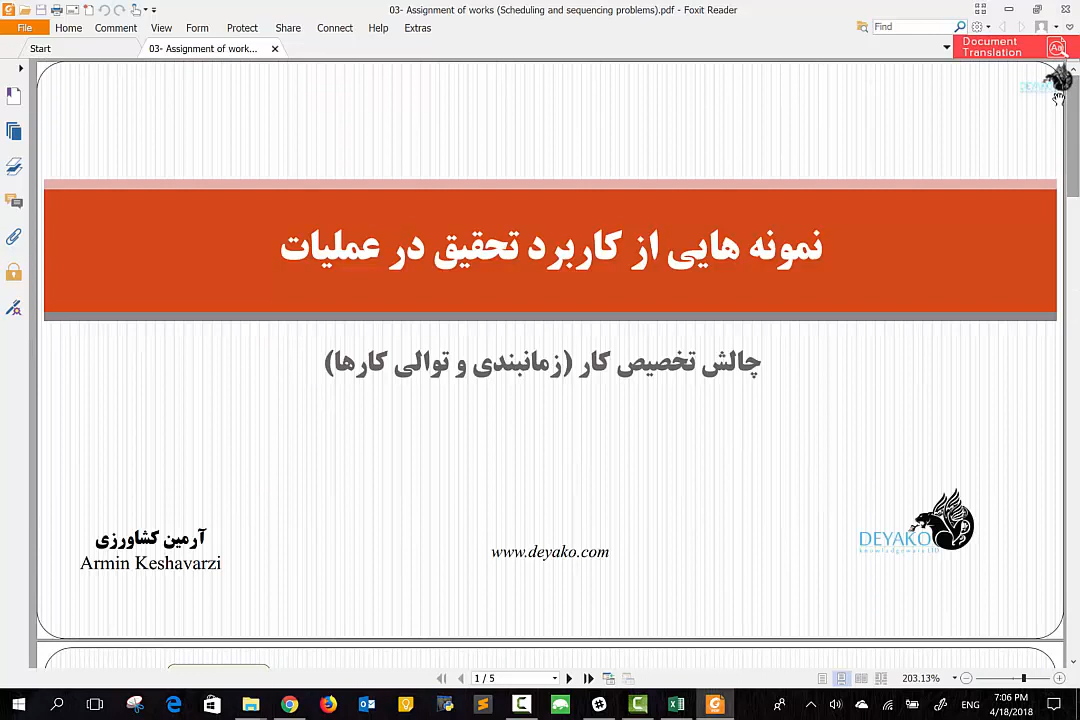 03- Assignment of works (Scheduling and sequencing problems).pdf - Foxit Reader
File Home Comment View Form Protect Share Connect Help Extras
Find
Start
03- Assignment of work...
Document Translation
DEYAKO
نمونه هایی از کاربرد تحقیق در عملیات
چالش تخصیص کار (زمانبندی و توالی کارها)
آرمین کشاورزی
Armin Keshavarzi
www.deyako.com
DEYAKO
knowledgeware LTD
1 / 5
203.13%
ENG
7:06 PM
4/18/2018